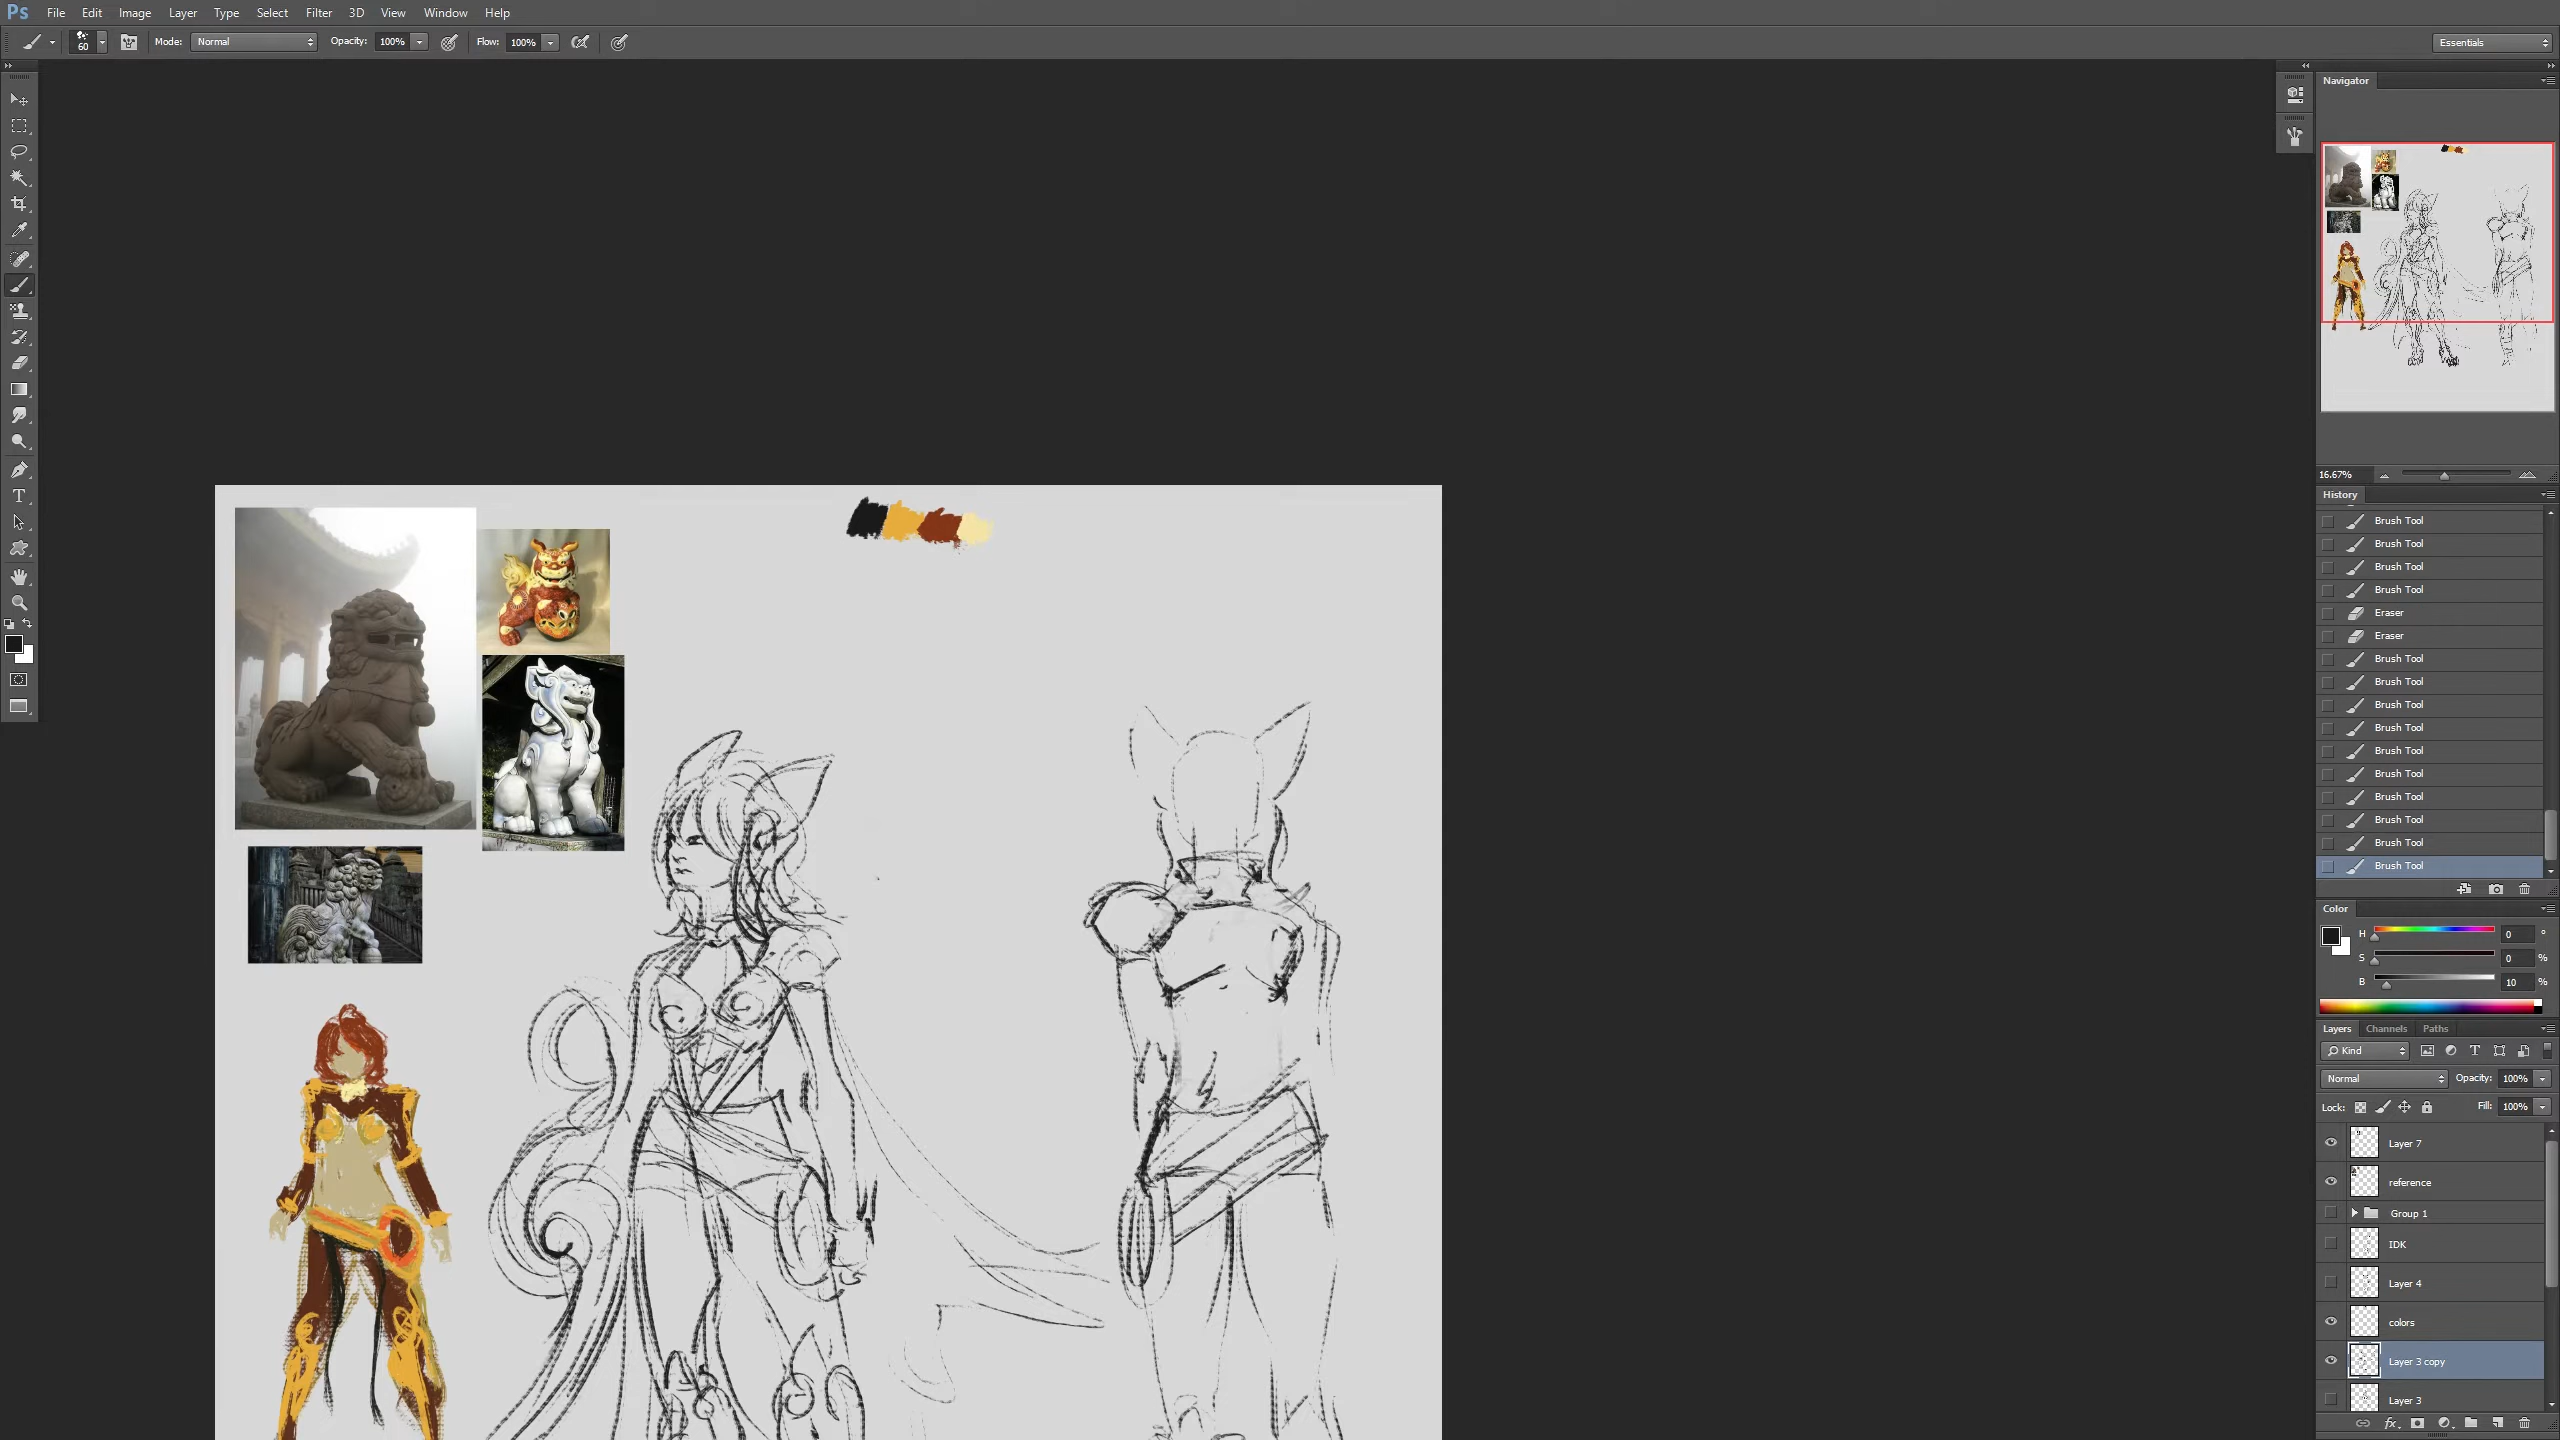 Ps File Edit Image Layer Type Select Filter 3D View Window Help
60 Mode: Normal Opacity: 100% Flow: 100% Essentials
Navigator
16.67%
History
Brush Tool
Brush Tool
Brush Tool
Brush Tool
Eraser
Eraser
Brush Tool
Brush Tool
Brush Tool
Brush Tool
Brush Tool
Brush Tool
Brush Tool
Brush Tool
Brush Tool
Brush Tool
Color
H 0 °
S 0 %
B 10 %
Layers Channels Paths
Kind
Normal Opacity: 100%
Lock: Fill: 100%
Layer 7
reference
Group 1
IDK
Layer 4
colors
Layer 3 copy
Layer 3
fx